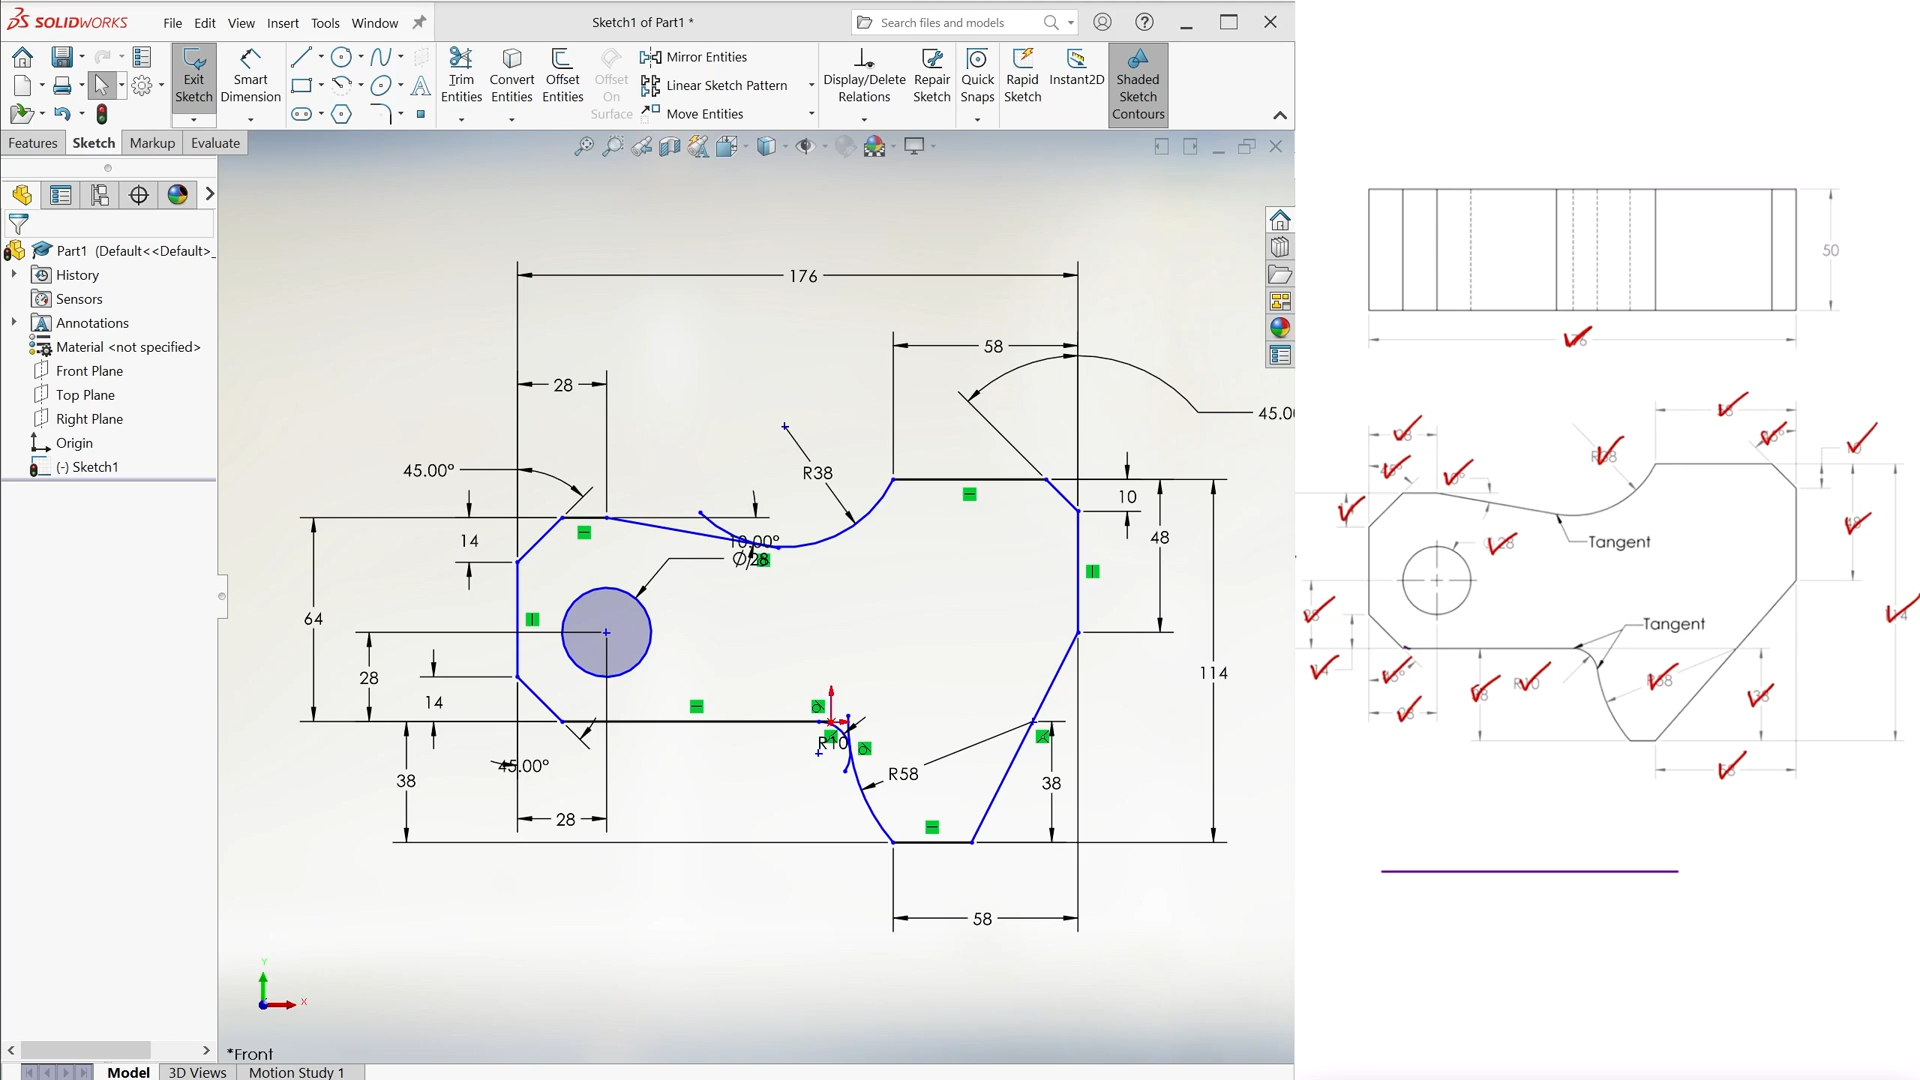 SOLIDWORKS File Edit View Insert Tools Window Sketch1 of Part1 * Search files and models
Exit Sketch
Smart Dimension
Trim Entities
Convert Entities
Offset Entities
Offset On Surface
Mirror Entities
Linear Sketch Pattern
Move Entities
Display/Delete Relations
Repair Sketch
Quick Snaps
Rapid Sketch
Instant2D
Shaded Sketch Contours
Features Sketch Markup Evaluate
Part1 (Default<<Default>_
History
Sensors
Annotations
Material <not specified>
Front Plane
Top Plane
Right Plane
Origin
(-) Sketch1
176
58
28
45.0
45.00°
R38
10
14
48
10.00°
Ø28
64
28
14
114
R10
45.00°
R58
38
38
28
58
Y
X
*Front
Model 3D Views Motion Study 1
50
Tangent
Tangent